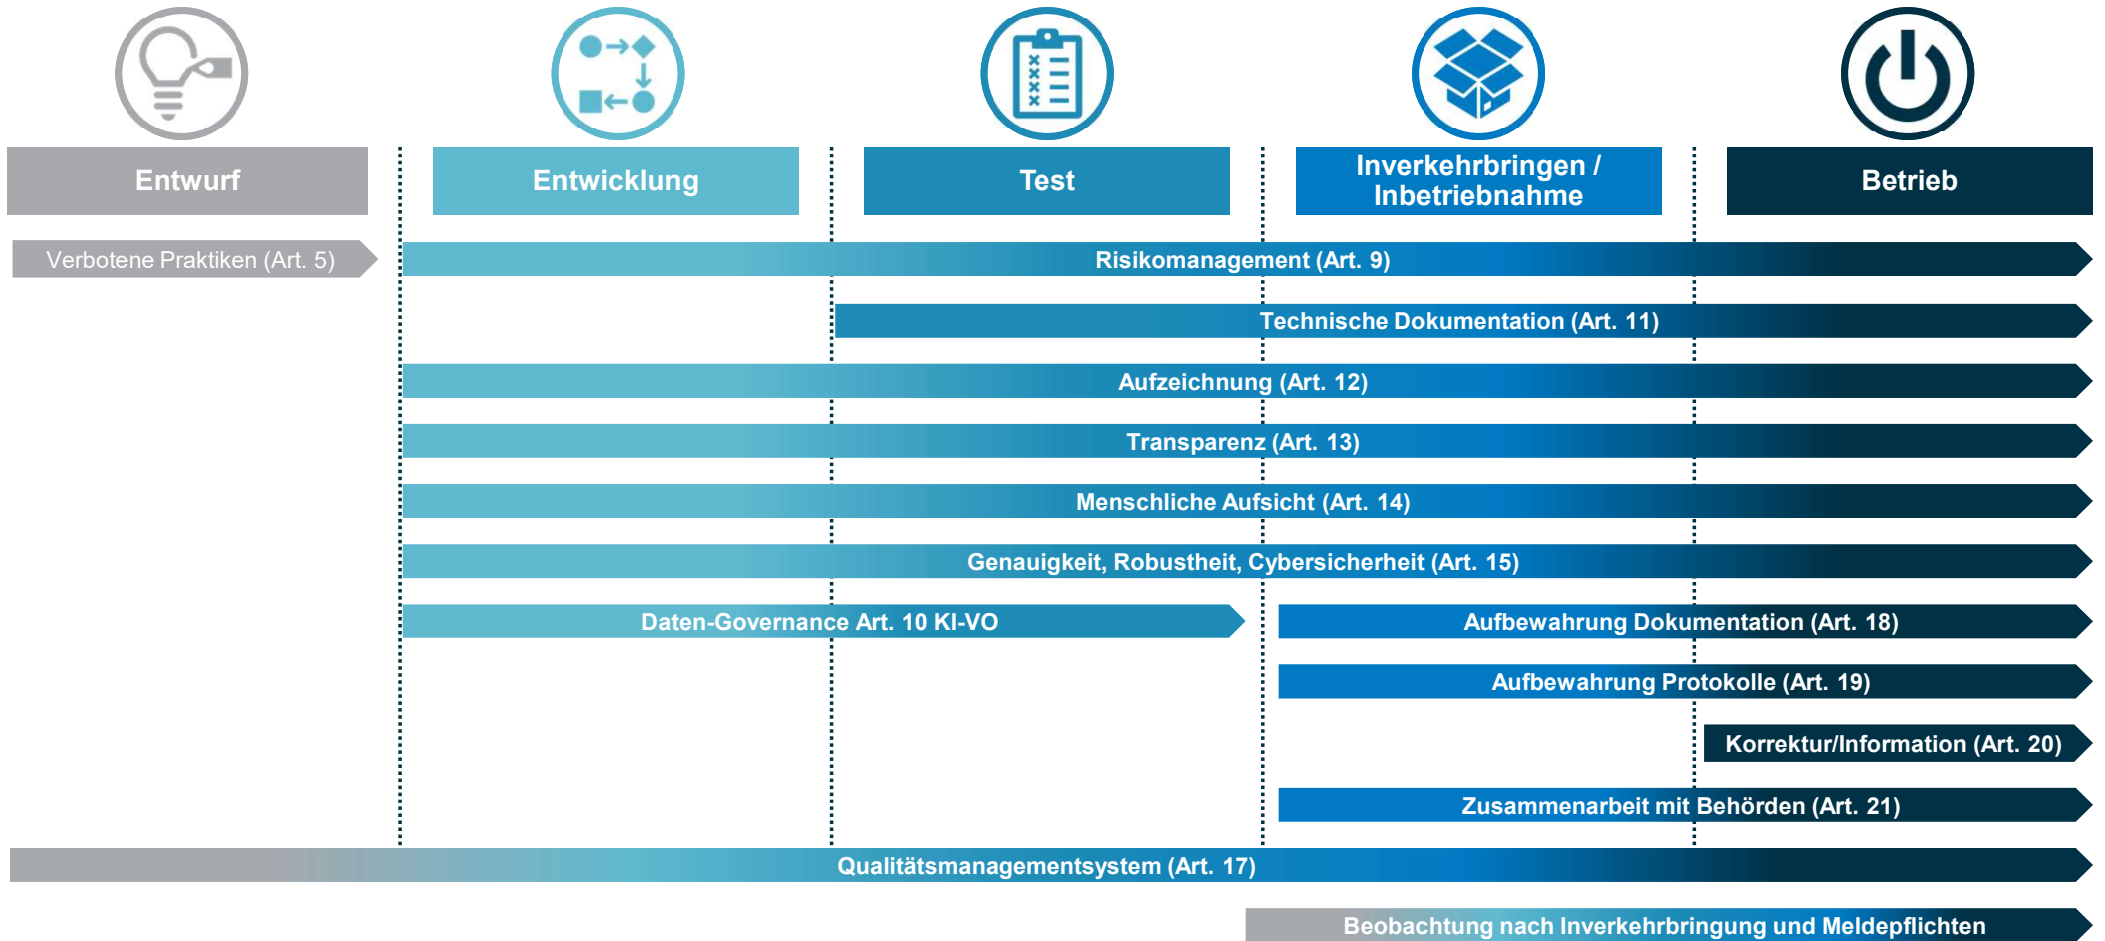 Entwurf
Entwicklung
Test
Inverkehrbringen /
Inbetriebnahme
Betrieb
Verbotene Praktiken (Art. 5)
Risikomanagement (Art. 9)
Technische Dokumentation (Art. 11)
Aufzeichnung (Art. 12)
Transparenz (Art. 13)
Menschliche Aufsicht (Art. 14)
Genauigkeit, Robustheit, Cybersicherheit (Art. 15)
Daten-Governance Art. 10 KI-VO
Aufbewahrung Dokumentation (Art. 18)
Aufbewahrung Protokolle (Art. 19)
Korrektur/Information (Art. 20)
Zusammenarbeit mit Behörden (Art. 21)
Qualitätsmanagementsystem (Art. 17)
Beobachtung nach Inverkehrbringung und Meldepflichten